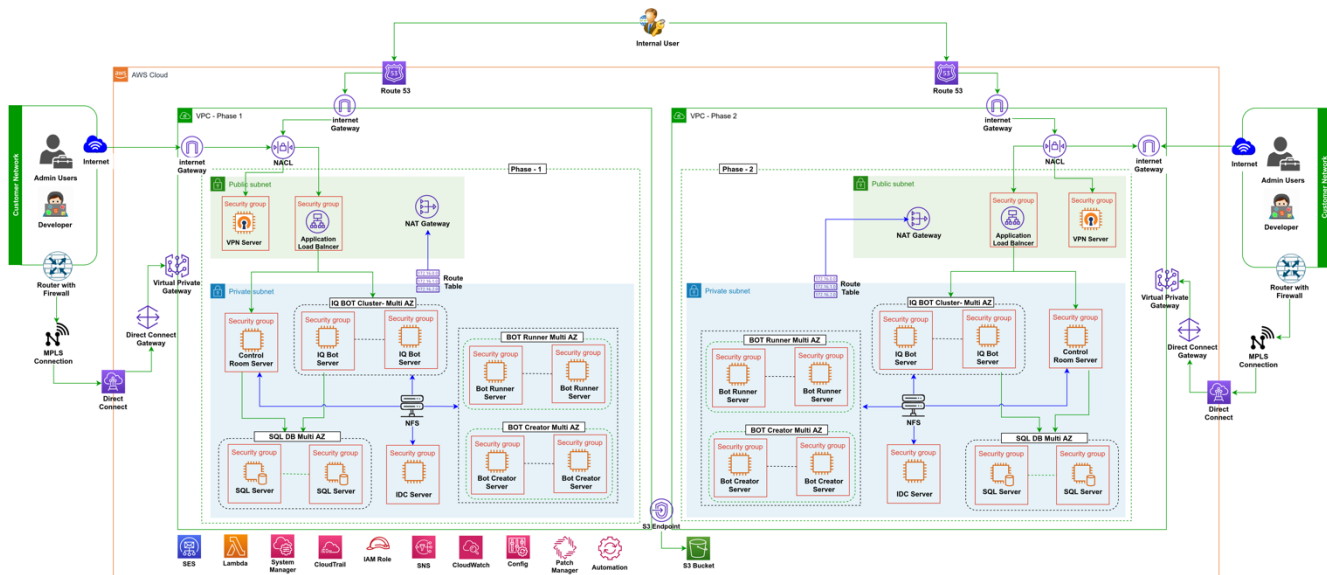 Internal User
aws AWS Cloud
53
Route 53
53
Route 53
internet
Gateway
internet
Gateway
VPC - Phase 1
VPC - Phase 2
Customer Network
Admin Users
Developer
Internet
internet
Gateway
NACL
Phase - 1
Public subnet
Security group
VPN Server
Security group
Application
Load Balncer
NAT Gateway
Route
Table
Router with
Firewall
MPLS
Connection
Direct
Connect
Direct Connect
Gateway
Virtual Private
Gateway
Private subnet
Security group
Control
Room Server
IQ BOT Cluster- Multi AZ
Security group
IQ Bot
Server
Security group
IQ Bot
Server
BOT Runner Multi AZ
Security group
Bot Runner
Server
Security group
Bot Runner
Server
NFS
BOT Creator Multi AZ
Security group
Bot Creator
Server
Security group
Bot Creator
Server
SQL DB Multi AZ
Security group
SQL Server
Security group
SQL Server
Security group
IDC Server
NACL
internet
Gateway
Internet
Admin Users
Developer
Customer Network
Phase - 2
Public subnet
NAT Gateway
Security group
Application
Load Balncer
Security group
VPN Server
Route
Table
Virtual Private
Gateway
Direct Connect
Gateway
Router with
Firewall
MPLS
Connection
Direct
Connect
Private subnet
IQ BOT Cluster- Multi AZ
Security group
IQ Bot
Server
Security group
IQ Bot
Server
Security group
Control
Room Server
BOT Runner Multi AZ
Security group
Bot Runner
Server
Security group
Bot Runner
Server
NFS
BOT Creator Multi AZ
Security group
Bot Creator
Server
Security group
Bot Creator
Server
Security group
IDC Server
SQL DB Multi AZ
Security group
SQL Server
Security group
SQL Server
S3 Endpoint
S3 Bucket
SES
Lambda
System
Manager
CloudTrail
IAM Role
SNS
CloudWatch
Config
Patch
Manager
Automation